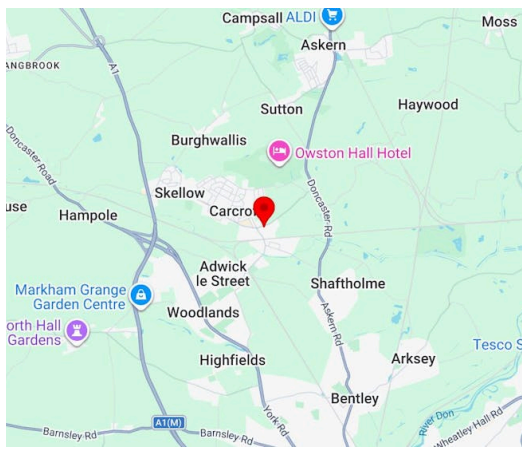 Campsall
ALDI
Moss
Askern
ANGBROOK
A1
Sutton
Haywood
Burghwallis
Owston Hall Hotel
Doncaster Road
Skellow
Doncaster Rd
use
Hampole
Carcro
Adwick
le Street
Shaftholme
Markham Grange
Garden Centre
Woodlands
orth Hall
Gardens
Askern Rd
Tesco S
Highfields
Arksey
Bentley
York Rd
A1(M)
River Don
Barnsley Rd
Barnsley Rd
Wheatley Hall Rd